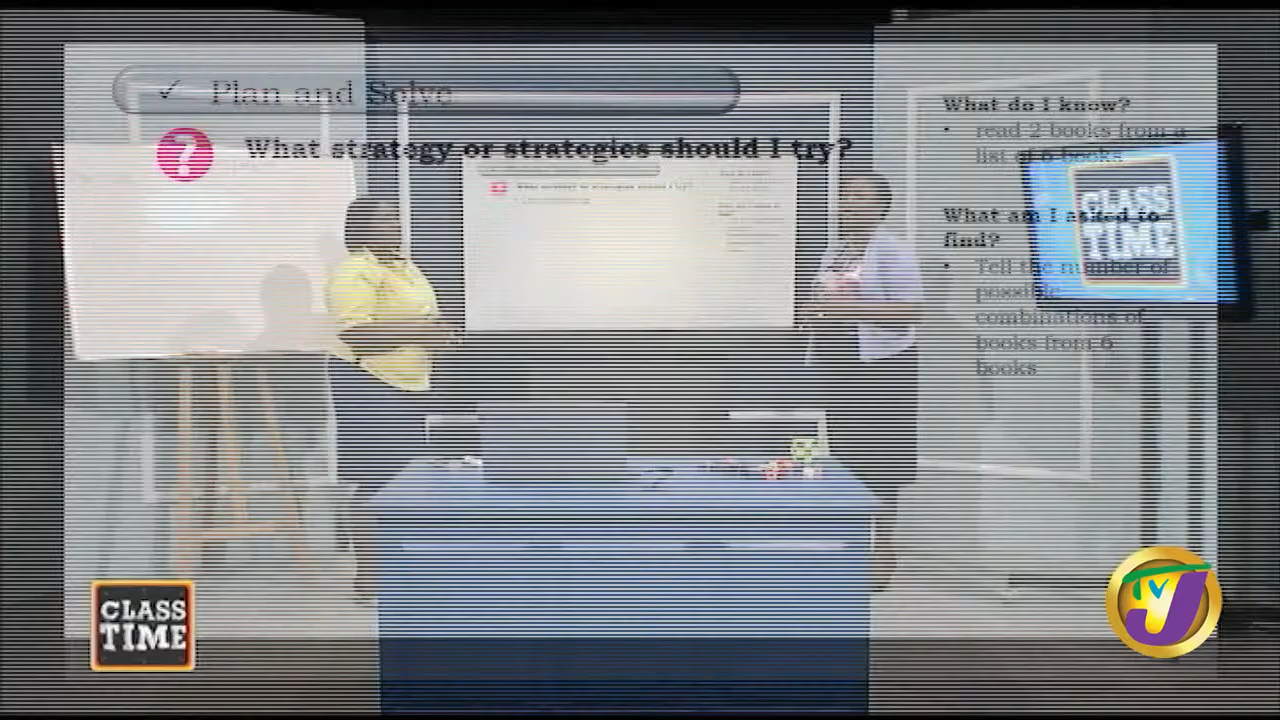 ✓ Plan and Solve
? What strategy or strategies should I try?
What do I know?
• read 2 books from a
list of 6 books
What am I asked to
find?
• Tell the number of
possible
combinations of
books from 6
books
CLASS
TIME
CLASS
TIME
TVJ